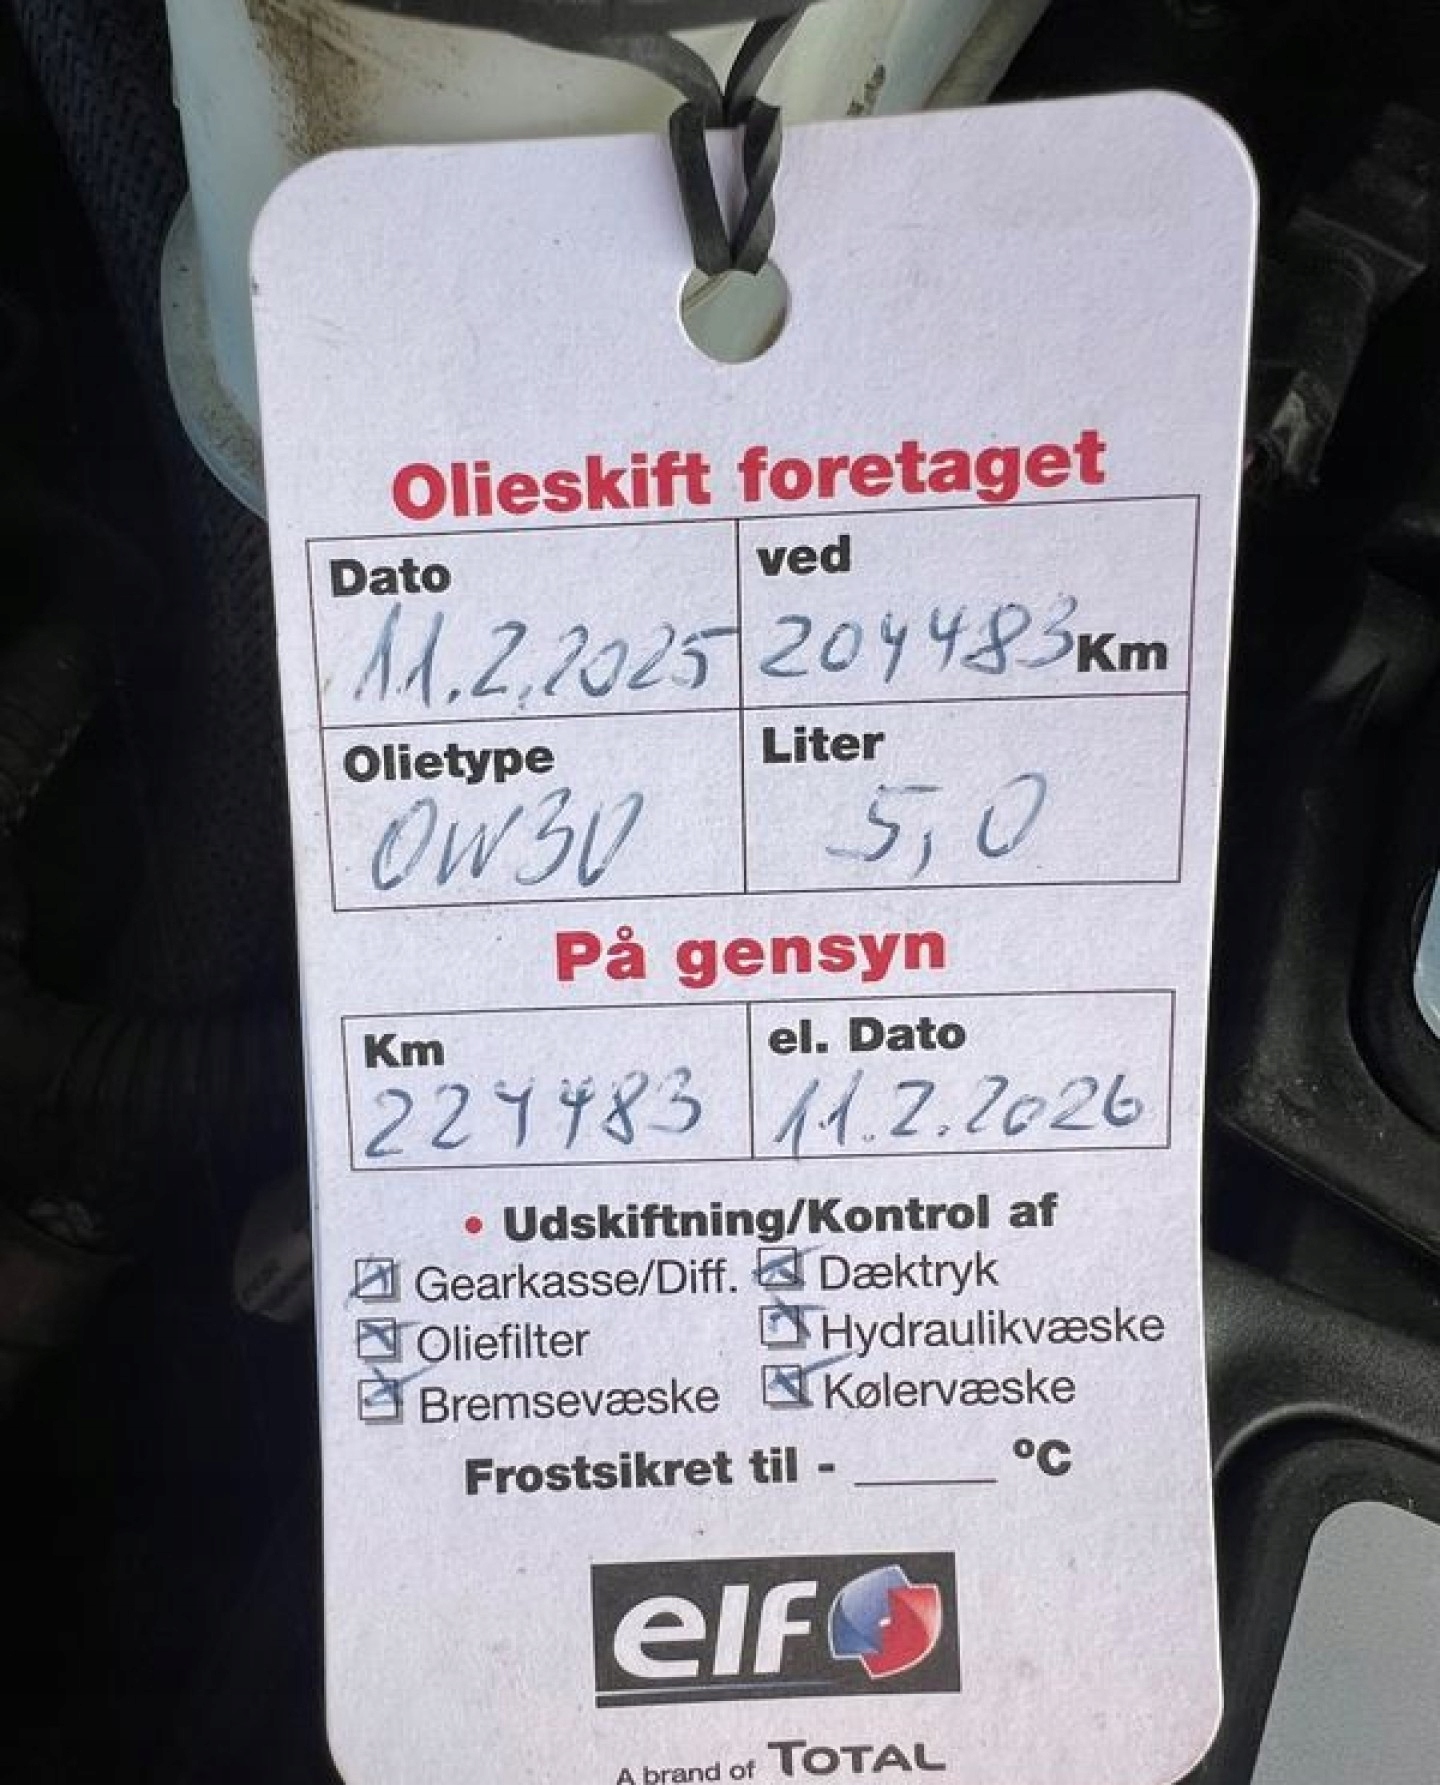 Olieskift foretaget
Dato ved
11.2.2025 204483 Km
Olietype Liter
0W30 5,0
På gensyn
Km el. Dato
224483 11.2.2026
• Udskiftning/Kontrol af
Gearkasse/Diff. Dæktryk
Oliefilter Hydraulikvæske
Bremsevæske Kølervæske
Frostsikret til - _____ ºC
elf
A brand of TOTAL